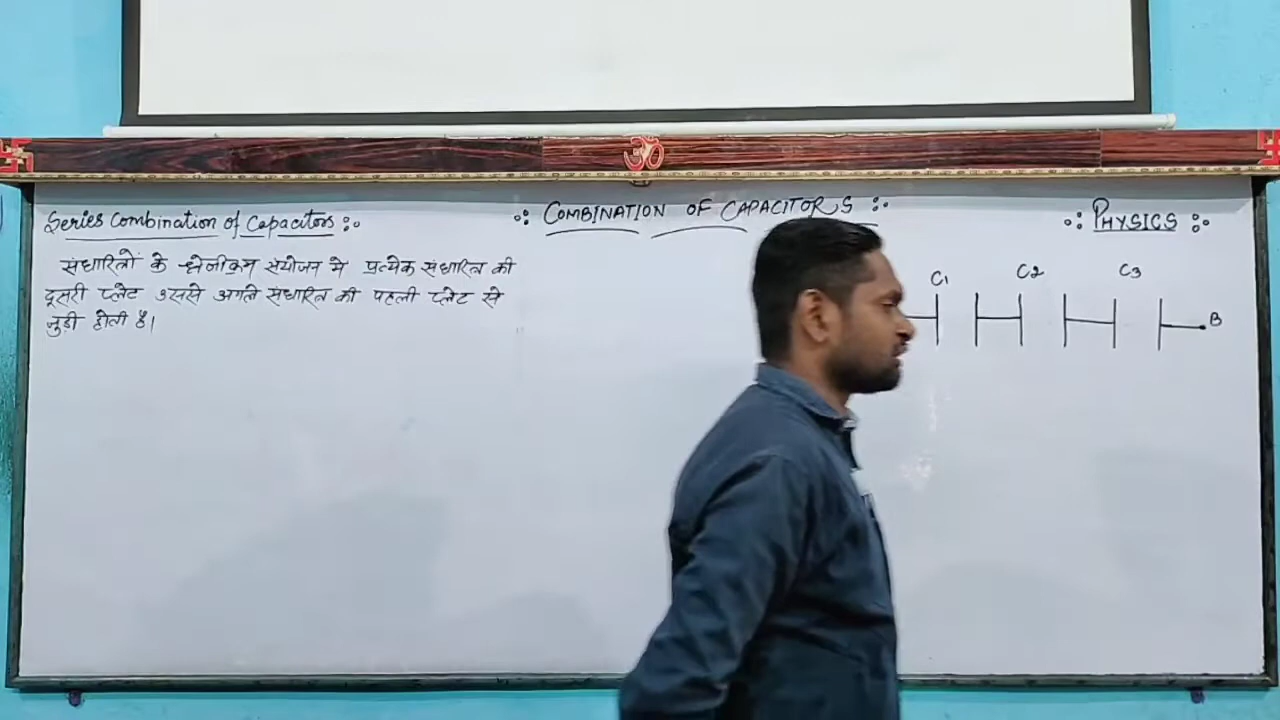 Series Combination of Capacitors :o
:: COMBINATION OF CAPACITORS ::
:: PHYSICS ::
संधारित्रों के श्रेणीक्रम संयोजन में प्रत्येक संधारित्र की
दूसरी प्लेट उससे अगले संधारित्र की पहली प्लेट से
जुडी होती है।
C1 C2 C3
B
ॐ